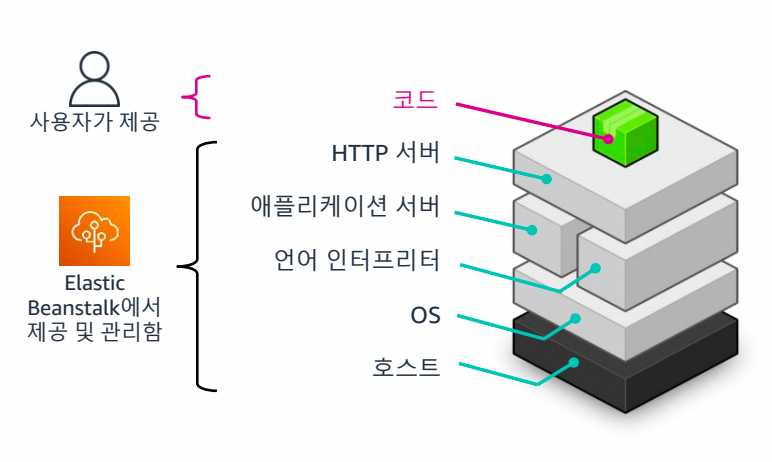 사용자가 제공
코드
HTTP 서버
애플리케이션 서버
언어 인터프리터
OS
호스트
Elastic
Beanstalk에서
제공 및 관리함